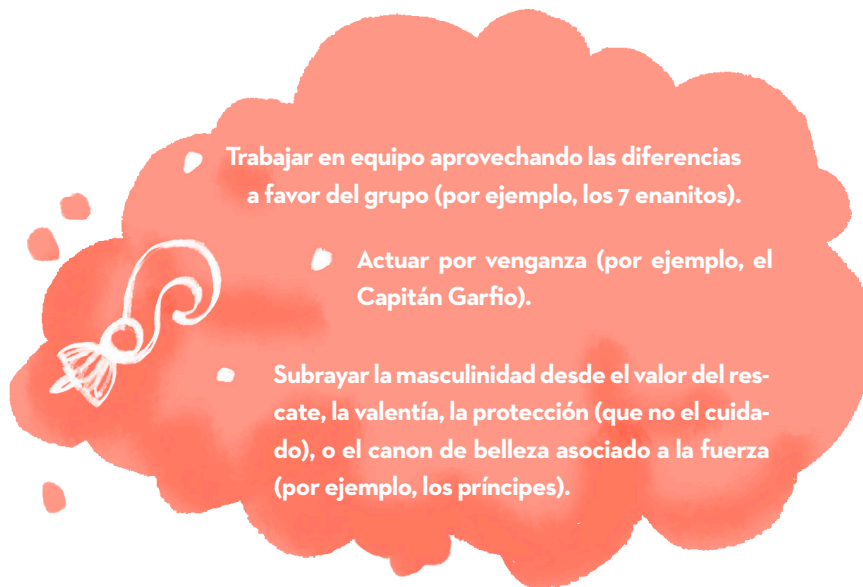 Trabajar en equipo aprovechando las diferencias
a favor del grupo (por ejemplo, los 7 enanitos).
Actuar por venganza (por ejemplo, el
Capitán Garfio).
Subrayar la masculinidad desde el valor del res-
cate, la valentía, la protección (que no el cuida-
do), o el canon de belleza asociado a la fuerza
(por ejemplo, los príncipes).